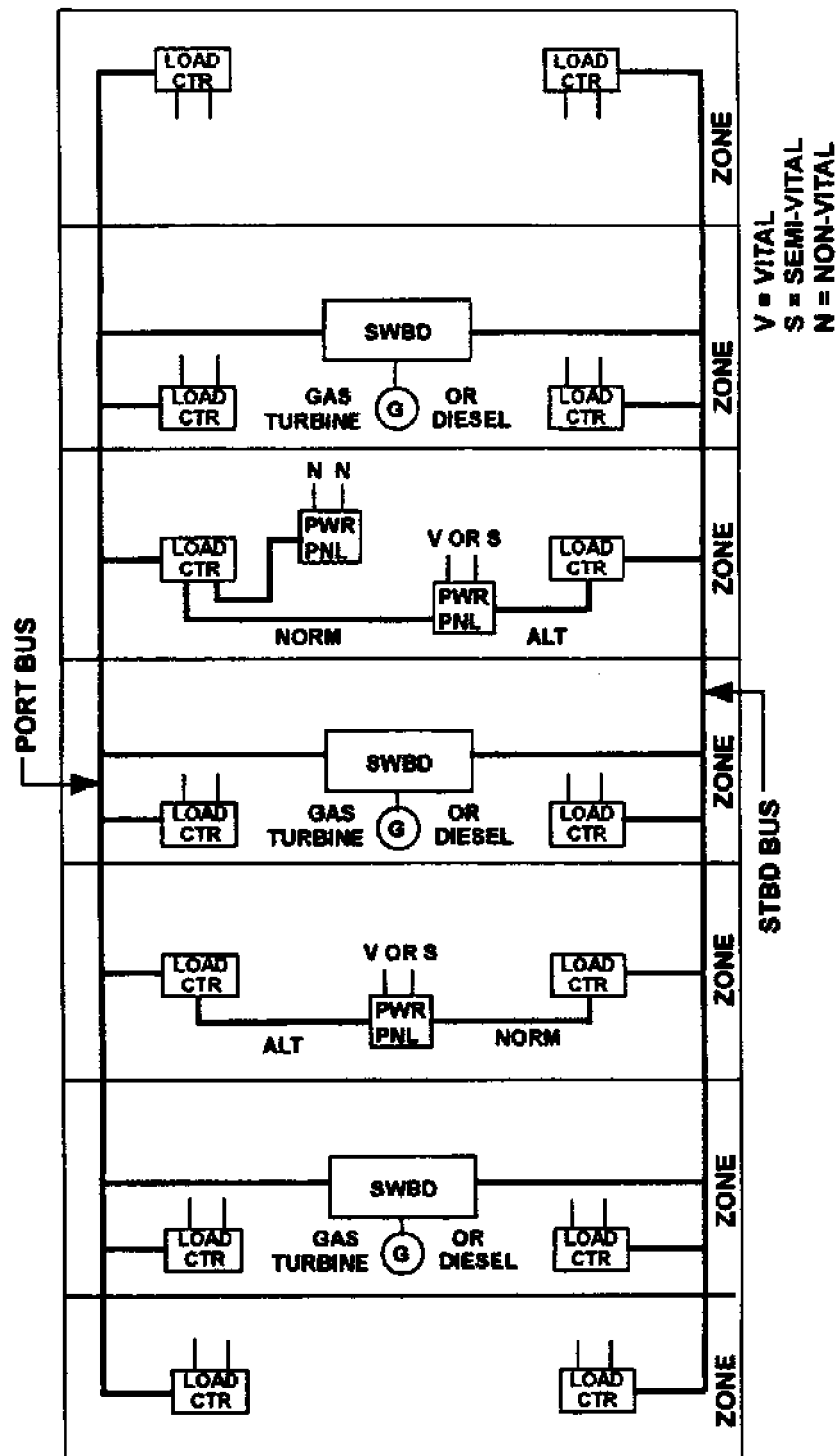 LOAD
CTR
LOAD
CTR
ZONE
V = VITAL
S = SEMI-VITAL
N = NON-VITAL
SWBD
LOAD
CTR
GAS
TURBINE
G
OR
DIESEL
LOAD
CTR
ZONE
N N
PWR
PNL
LOAD
CTR
V OR S
PWR
PNL
LOAD
CTR
NORM
ALT
ZONE
PORT BUS
SWBD
LOAD
CTR
GAS
TURBINE
G
OR
DIESEL
LOAD
CTR
ZONE
STBD BUS
LOAD
CTR
V OR S
PWR
PNL
LOAD
CTR
ALT
NORM
ZONE
SWBD
LOAD
CTR
GAS
TURBINE
G
OR
DIESEL
LOAD
CTR
ZONE
LOAD
CTR
LOAD
CTR
ZONE